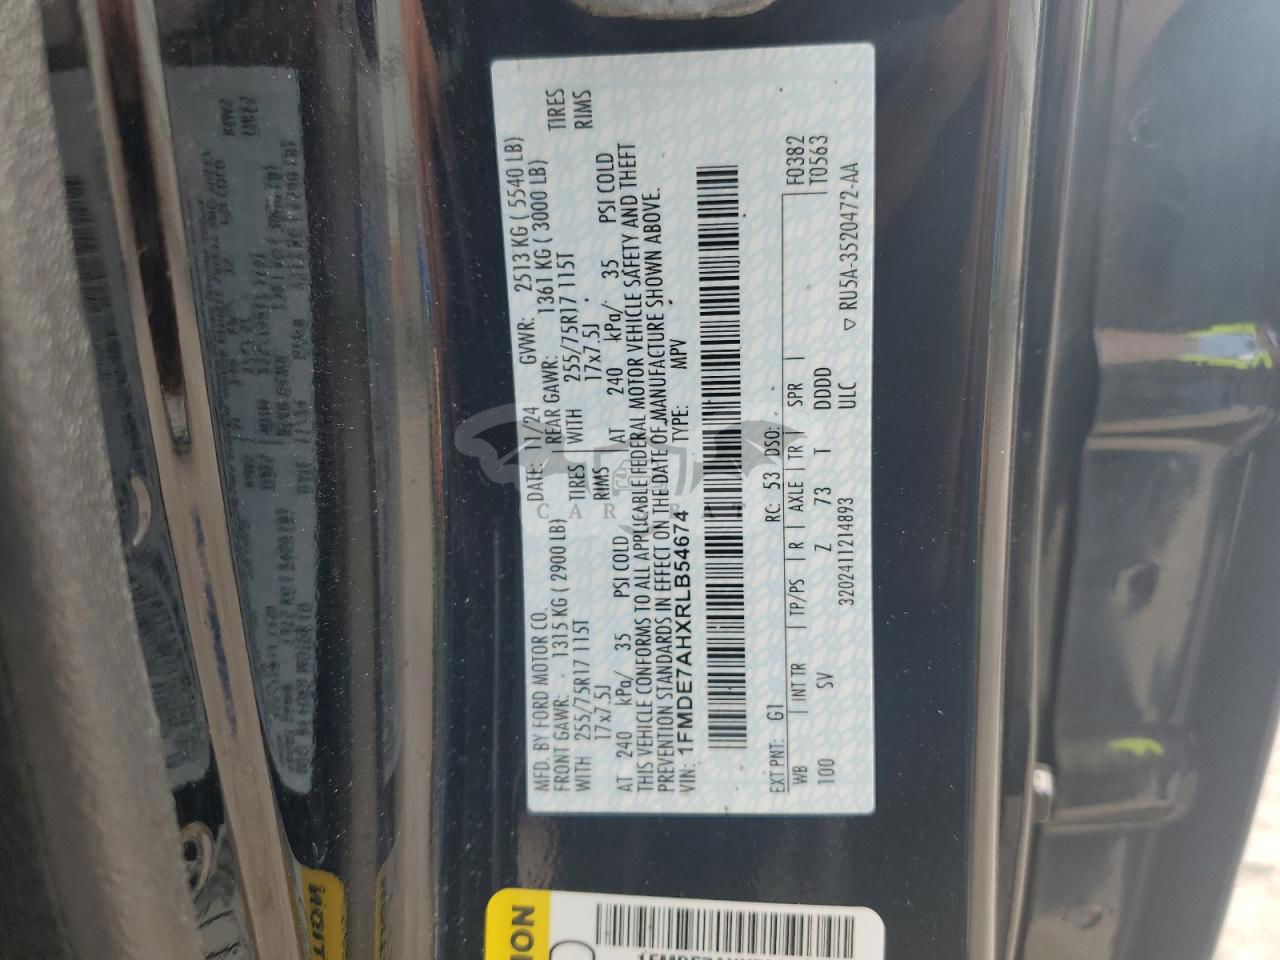 MFD. BY FORD MOTOR CO.
DATE: 11/24 GVWR: 2513 KG ( 5540 LB)
FRONT GAWR: 1315 KG ( 2900 LB) REAR GAWR: 1361 KG ( 3000 LB)
WITH 255/75R17 115T TIRES WITH 255/75R17 115T TIRES
17x7.5J RIMS 17x7.5J RIMS
AT 240 kPa/ 35 PSI COLD AT 240 kPa/ 35 PSI COLD
THIS VEHICLE CONFORMS TO ALL APPLICABLE FEDERAL MOTOR VEHICLE SAFETY AND THEFT
PREVENTION STANDARDS IN EFFECT ON THE DATE OF MANUFACTURE SHOWN ABOVE.
VIN: 1FMDE7AHXRLB54674 TYPE: MPV
EXT PNT: G1 RC: 53 DSO: F0382
WB INT TR TP/PS R AXLE TR SPR T0563
100 SV Z 73 T DDDD
3202411214893 ULC ▽ RU5A-3520472-AA
CAR